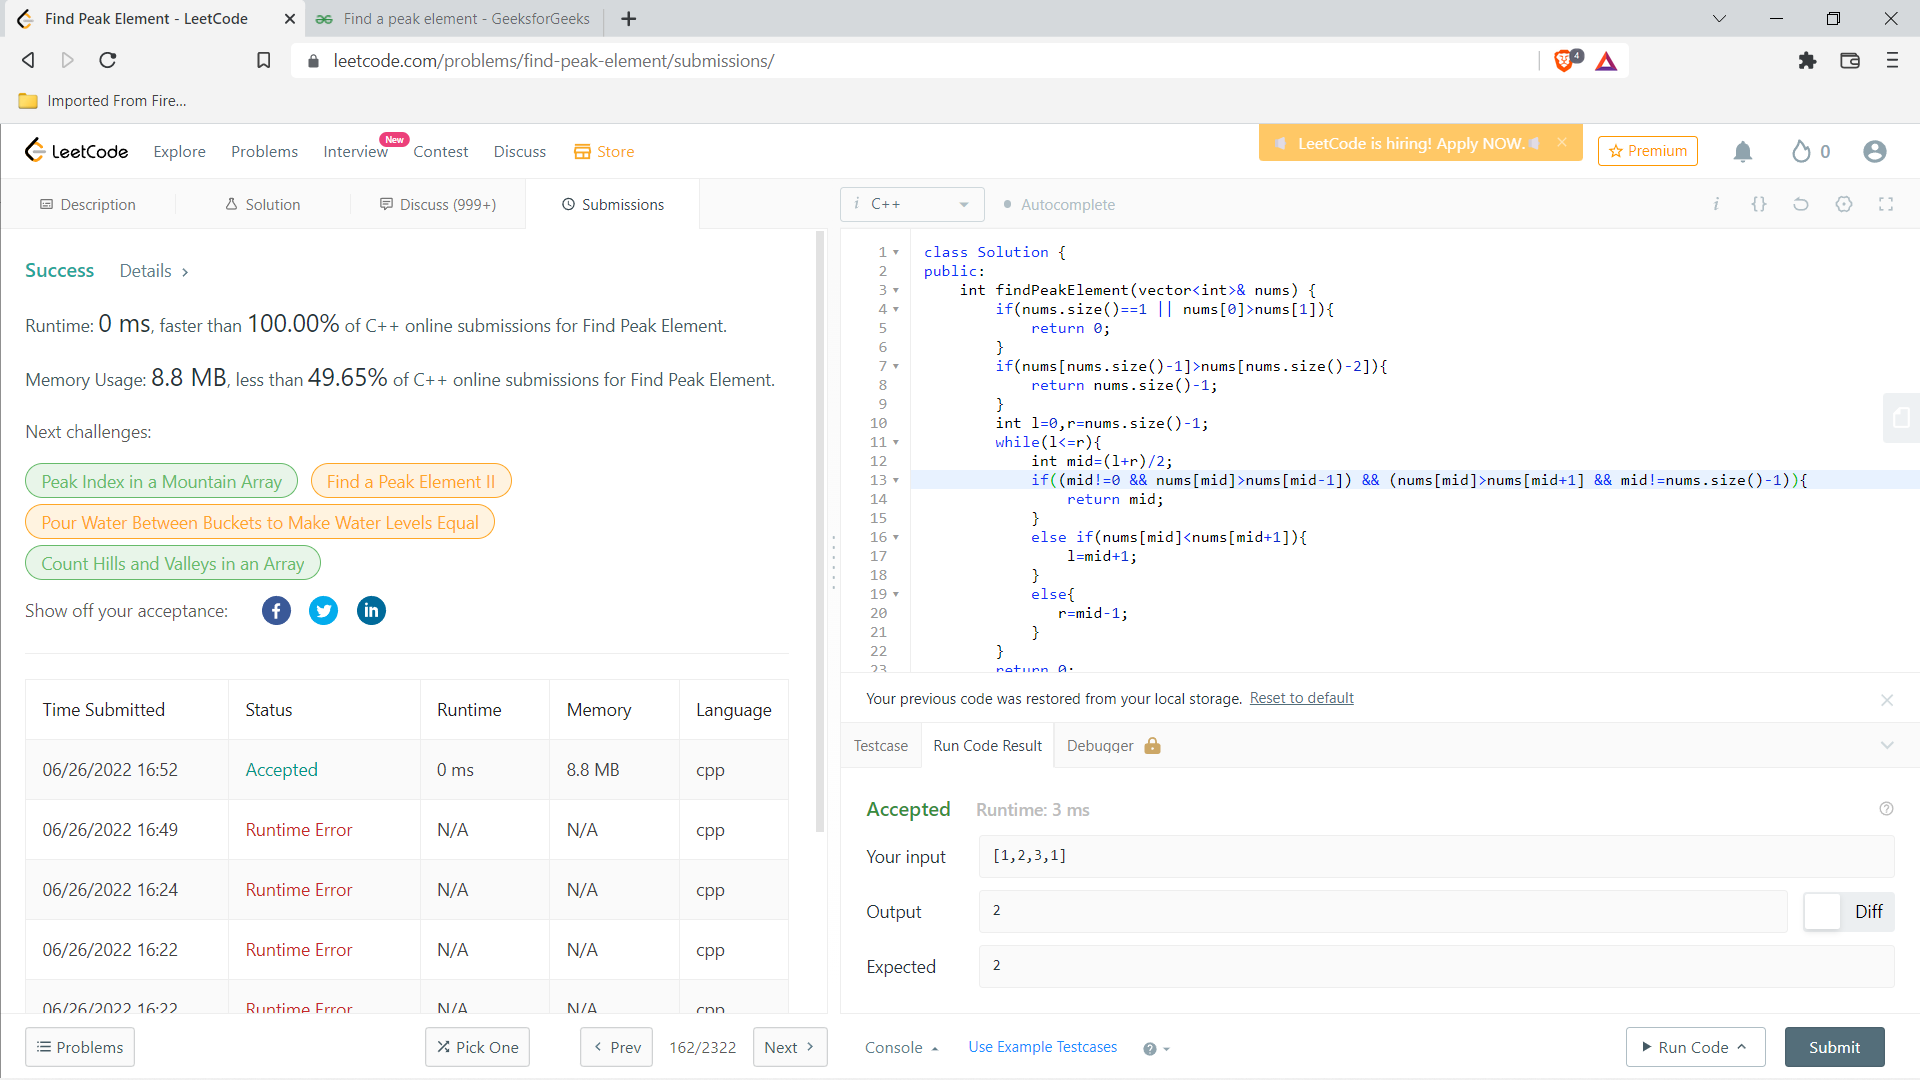 Find Peak Element - LeetCode
Find a peak element - GeeksforGeeks
leetcode.com/problems/find-peak-element/submissions/
4
Imported From Fire...
LeetCode
Explore
Problems
Interview
New
Contest
Discuss
Store
LeetCode is hiring! Apply NOW.
Premium
0
Description
Solution
Discuss (999+)
Submissions
i C++
Autocomplete
i {}
Success Details >
Runtime: 0 ms, faster than 100.00% of C++ online submissions for Find Peak Element.
Memory Usage: 8.8 MB, less than 49.65% of C++ online submissions for Find Peak Element.
Next challenges:
Peak Index in a Mountain Array
Find a Peak Element II
Pour Water Between Buckets to Make Water Levels Equal
Count Hills and Valleys in an Array
Show off your acceptance:
Time Submitted Status Runtime Memory Language
06/26/2022 16:52 Accepted 0 ms 8.8 MB cpp
06/26/2022 16:49 Runtime Error N/A N/A cpp
06/26/2022 16:24 Runtime Error N/A N/A cpp
06/26/2022 16:22 Runtime Error N/A N/A cpp
06/26/2022 16:22 Runtime Error N/A N/A cpp
Problems
Pick One
< Prev
162/2322
Next >
1 class Solution {
2 public:
3 int findPeakElement(vector<int>& nums) {
4 if(nums.size()==1 || nums[0]>nums[1]){
5 return 0;
6 }
7 if(nums[nums.size()-1]>nums[nums.size()-2]){
8 return nums.size()-1;
9 }
10 int l=0,r=nums.size()-1;
11 while(l<=r){
12 int mid=(l+r)/2;
13 if((mid!=0 && nums[mid]>nums[mid-1]) && (nums[mid]>nums[mid+1] && mid!=nums.size()-1)){
14 return mid;
15 }
16 else if(nums[mid]<nums[mid+1]){
17 l=mid+1;
18 }
19 else{
20 r=mid-1;
21 }
22 }
23 return 0;
Your previous code was restored from your local storage. Reset to default
Testcase
Run Code Result
Debugger
Accepted Runtime: 3 ms
Your input [1,2,3,1]
Output 2
Diff
Expected 2
Console
Use Example Testcases
Run Code
Submit